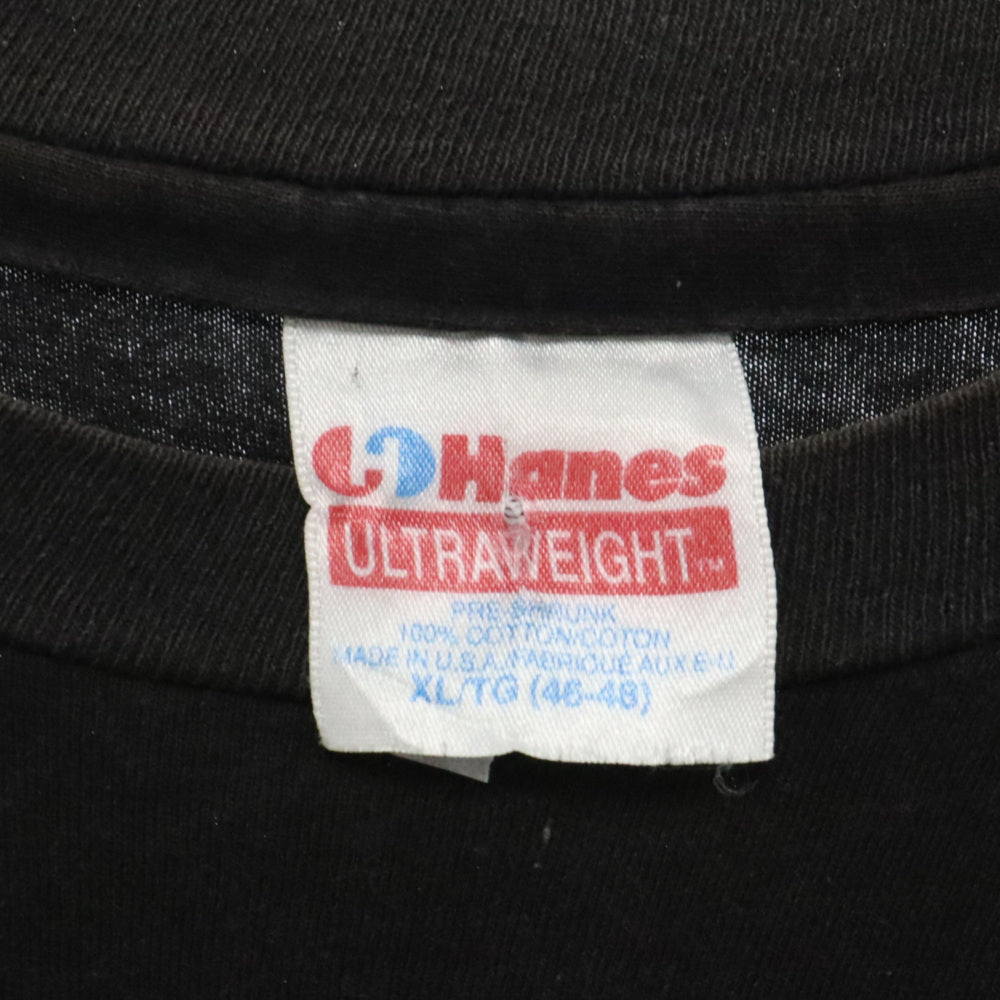 Hanes
ULTRAWEIGHT™
PRE-SHRUNK
100% COTTON/COTON
MADE IN U.S.A./FABRIQUÉ AUX E-U
XL/TG (46-48)